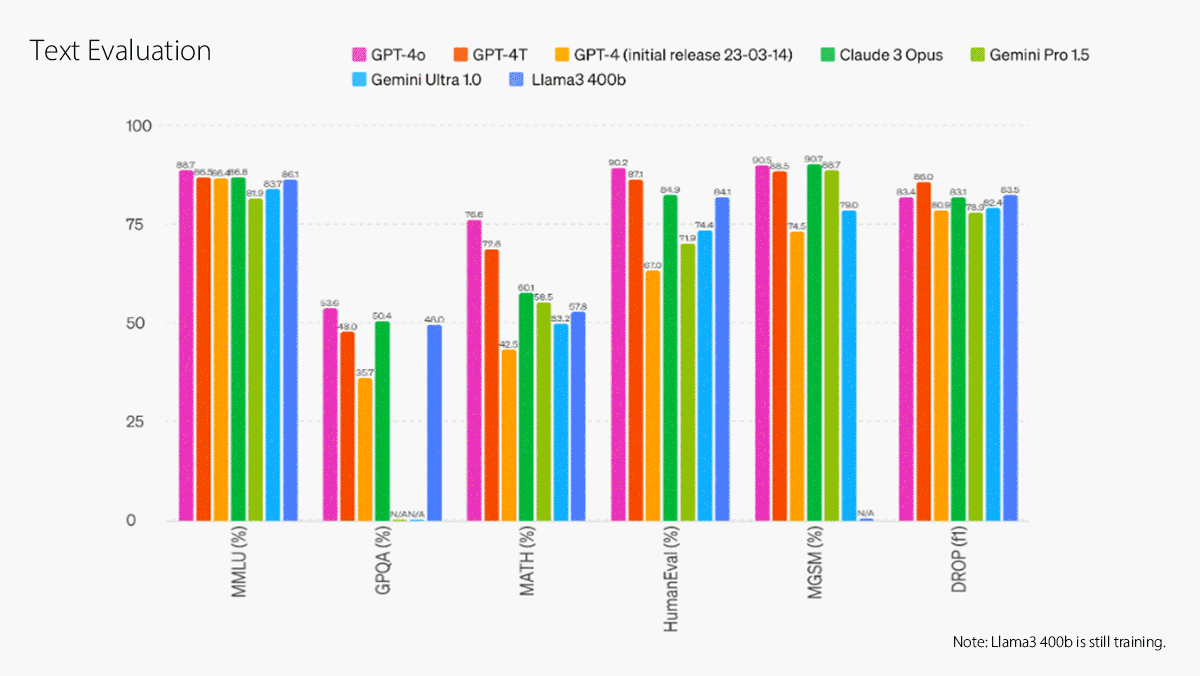 Text Evaluation
GPT-4o GPT-4T GPT-4 (initial release 23-03-14) Claude 3 Opus Gemini Pro 1.5
Gemini Ultra 1.0 Llama3 400b
100
75
50
25
0
88.7 86.5 86.4 86.8 81.9 83.7 86.1
53.6 48.0 35.7 50.4 N/A N/A 48.0
76.6 72.6 42.5 60.1 58.5 53.2 57.8
90.2 87.1 67.0 84.9 71.9 74.4 84.1
90.5 88.5 74.5 90.7 88.7 79.0 N/A
83.4 86.0 80.9 83.1 78.9 82.4 83.5
MMLU (%)
GPQA (%)
MATH (%)
HumanEval (%)
MGSM (%)
DROP (f1)
Note: Llama3 400b is still training.